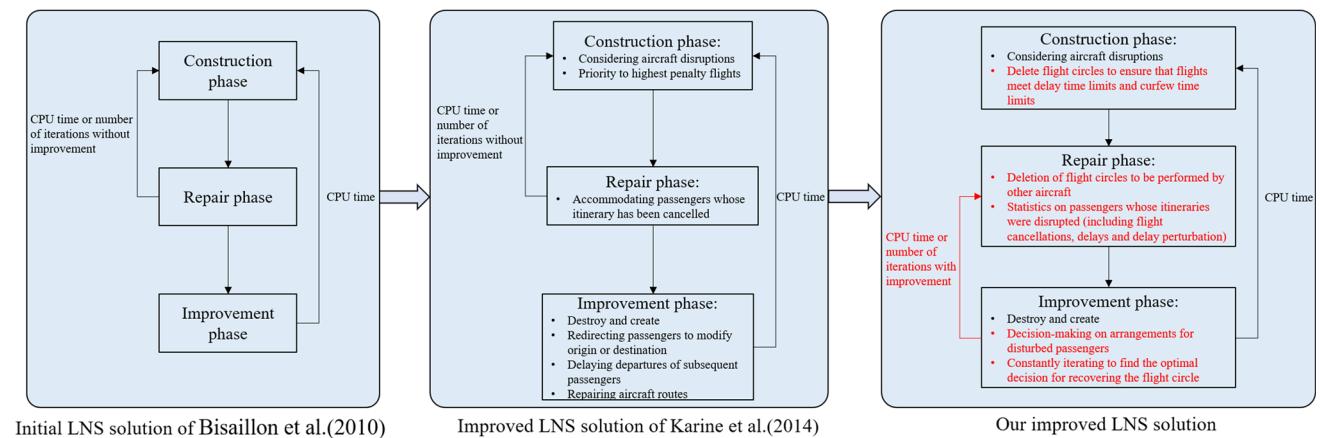 Construction
phase
CPU time or number
of iterations without
improvement
Repair phase
CPU time
Improvement
phase
Initial LNS solution of Bisaillon et al.(2010)
Construction phase:
• Considering aircraft disruptions
• Priority to highest penalty flights
CPU time or
number of
iterations without
improvement
Repair phase:
• Accommodating passengers whose
itinerary has been cancelled
CPU time
Improvement phase:
• Destroy and create
• Redirecting passengers to modify
origin or destination
• Delaying departures of subsequent
passengers
• Repairing aircraft routes
Improved LNS solution of Karine et al.(2014)
Construction phase:
• Considering aircraft disruptions
• Delete flight circles to ensure that flights
meet delay time limits and curfew time
limits
Repair phase:
• Deletion of flight circles to be performed by
other aircraft
• Statistics on passengers whose itineraries
were disrupted (including flight
cancellations, delays and delay perturbation)
CPU time
CPU time or
number of
iterations with
improvement
Improvement phase:
• Destroy and create
• Decision-making on arrangements for
disturbed passengers
• Constantly iterating to find the optimal
decision for recovering the flight circle
Our improved LNS solution